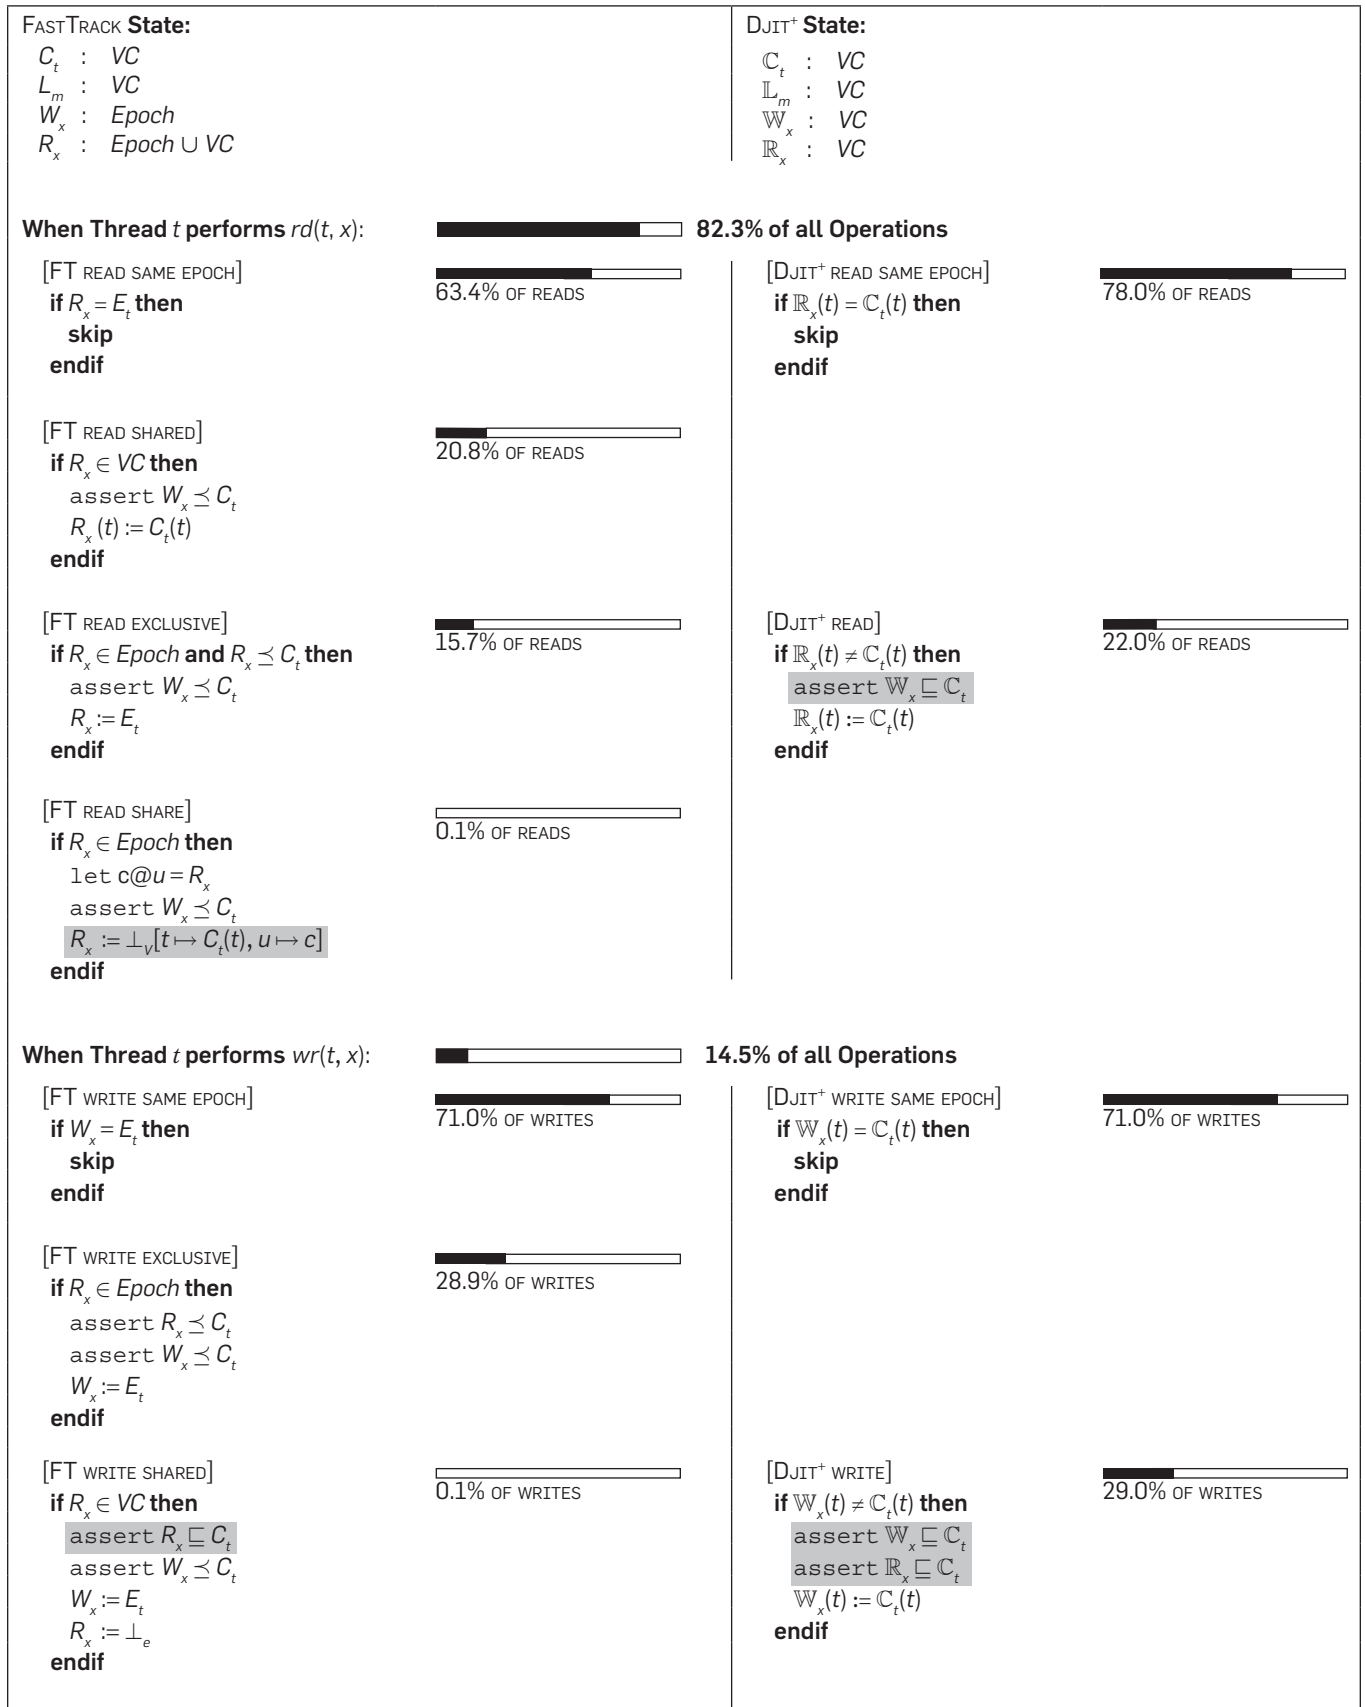 FASTTRACK State:
C_t : VC
L_m : VC
W_x : Epoch
R_x : Epoch ∪ VC
DJIT⁺ State:
ℂ_t : VC
𝕃_m : VC
𝕎_x : VC
ℝ_x : VC
When Thread t performs rd(t, x): 82.3% of all Operations
[FT READ SAME EPOCH]
63.4% OF READS
if R_x = E_t then
skip
endif
[DJIT⁺ READ SAME EPOCH]
78.0% OF READS
if ℝ_x(t) = ℂ_t(t) then
skip
endif
[FT READ SHARED]
20.8% OF READS
if R_x ∈ VC then
assert W_x ⪯ C_t
R_x (t) := C_t(t)
endif
[FT READ EXCLUSIVE]
15.7% OF READS
if R_x ∈ Epoch and R_x ⪯ C_t then
assert W_x ⪯ C_t
R_x := E_t
endif
[DJIT⁺ READ]
22.0% OF READS
if ℝ_x(t) ≠ ℂ_t(t) then
assert 𝕎_x ⊑ ℂ_t
ℝ_x(t) := ℂ_t(t)
endif
[FT READ SHARE]
0.1% OF READS
if R_x ∈ Epoch then
let c@u = R_x
assert W_x ⪯ C_t
R_x := ⊥_V[t ↦ C_t(t), u ↦ c]
endif
When Thread t performs wr(t, x): 14.5% of all Operations
[FT WRITE SAME EPOCH]
71.0% OF WRITES
if W_x = E_t then
skip
endif
[DJIT⁺ WRITE SAME EPOCH]
71.0% OF WRITES
if 𝕎_x(t) = ℂ_t(t) then
skip
endif
[FT WRITE EXCLUSIVE]
28.9% OF WRITES
if R_x ∈ Epoch then
assert R_x ⪯ C_t
assert W_x ⪯ C_t
W_x := E_t
endif
[FT WRITE SHARED]
0.1% OF WRITES
if R_x ∈ VC then
assert R_x ⊑ C_t
assert W_x ⪯ C_t
W_x := E_t
R_x := ⊥_e
endif
[DJIT⁺ WRITE]
29.0% OF WRITES
if 𝕎_x(t) ≠ ℂ_t(t) then
assert 𝕎_x ⊑ ℂ_t
assert ℝ_x ⊑ ℂ_t
𝕎_x(t) := ℂ_t(t)
endif